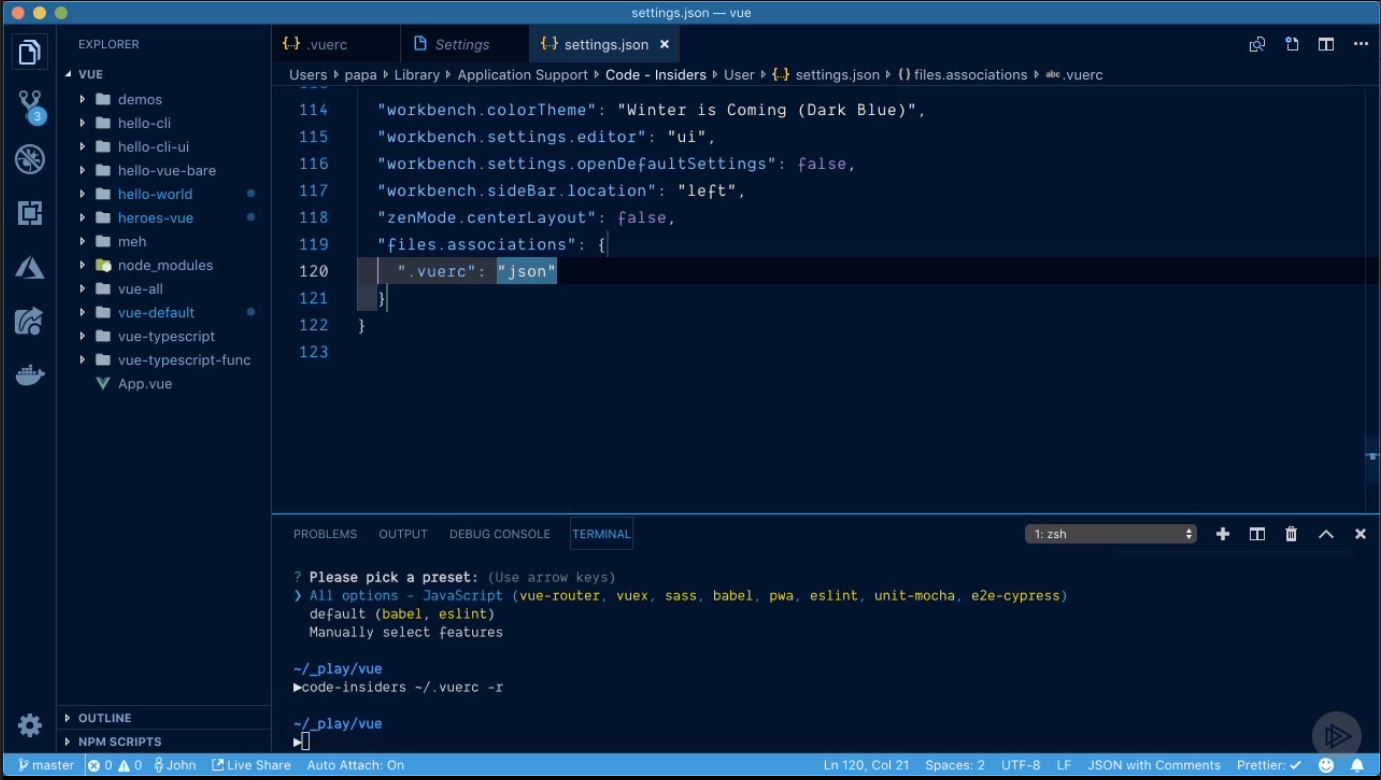 settings.json — vue
EXPLORER
{..} .vuerc
Settings
{..} settings.json ×
Users ▸ papa ▸ Library ▸ Application Support ▸ Code - Insiders ▸ User ▸ {..} settings.json ▸ {} files.associations ▸ abc .vuerc
VUE
demos
hello-cli
hello-cli-ui
hello-vue-bare
hello-world
heroes-vue
meh
node_modules
vue-all
vue-default
vue-typescript
vue-typescript-func
App.vue
OUTLINE
NPM SCRIPTS
3
114 "workbench.colorTheme": "Winter is Coming (Dark Blue)",
115 "workbench.settings.editor": "ui",
116 "workbench.settings.openDefaultSettings": false,
117 "workbench.sideBar.location": "left",
118 "zenMode.centerLayout": false,
119 "files.associations": {
120 ".vuerc": "json"
121 }
122 }
123
PROBLEMS OUTPUT DEBUG CONSOLE TERMINAL
1: zsh
? Please pick a preset: (Use arrow keys)
❯ All options - JavaScript (vue-router, vuex, sass, babel, pwa, eslint, unit-mocha, e2e-cypress)
default (babel, eslint)
Manually select features
~/_play/vue
▶code-insiders ~/.vuerc -r
~/_play/vue
▶
master 0 0 John Live Share Auto Attach: On
Ln 120, Col 21 Spaces: 2 UTF-8 LF JSON with Comments Prettier: ✓